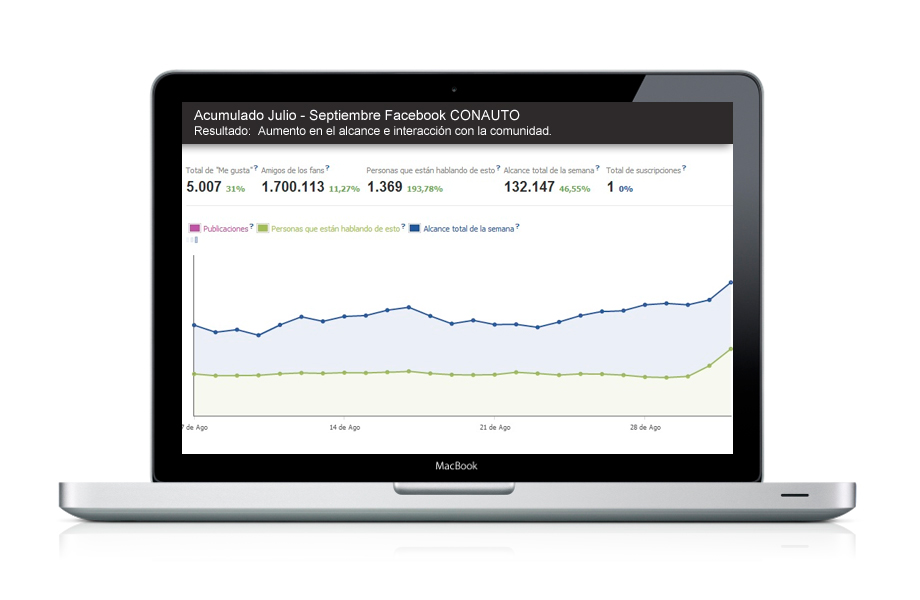 Acumulado Julio - Septiembre Facebook CONAUTO
Resultado: Aumento en el alcance e interacción con la comunidad.
Total de "Me gusta"? Amigos de los fans? Personas que están hablando de esto? Alcance total de la semana? Total de suscripciones?
5.007 31% 1.700.113 11,27% 1.369 193,78% 132.147 46,55% 1 0%
Publicaciones? Personas que están hablando de esto? Alcance total de la semana?
7 de Ago 14 de Ago 21 de Ago 28 de Ago
MacBook